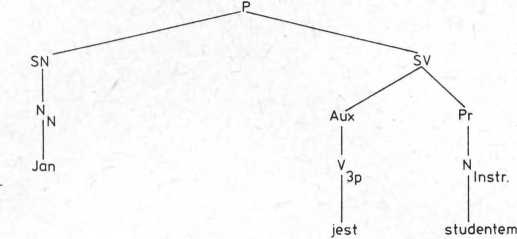 P
SN SV
N N Aux Pr
Jan V 3p N Instr.
jest studentem